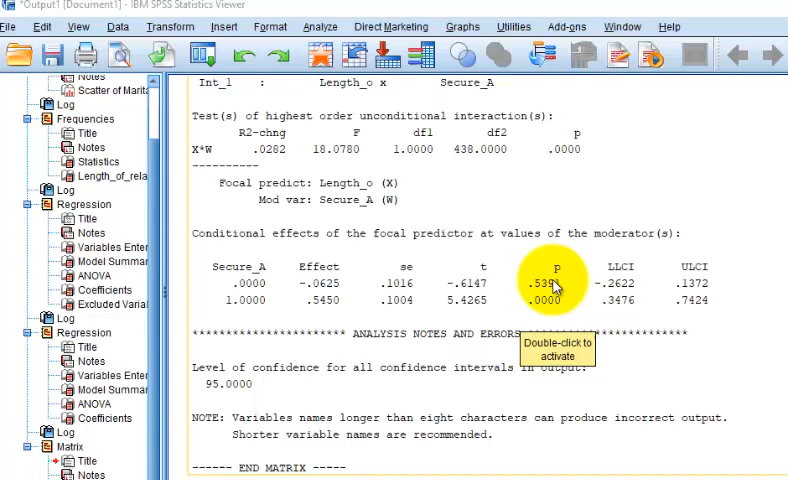 *Output1 [Document1] - IBM SPSS Statistics Viewer
File Edit View Data Transform Insert Format Analyze Direct Marketing Graphs Utilities Add-ons Window Help
Notes
Scatter of Marita
Log
Frequencies
Title
Notes
Statistics
Length_of_rela
Log
Regression
Title
Notes
Variables Enter
Model Summar
ANOVA
Coefficients
Excluded Varial
Log
Regression
Title
Notes
Variables Enter
Model Summar
ANOVA
Coefficients
Log
Matrix
Title
Notes
Int_1 : Length_o x Secure_A
Test(s) of highest order unconditional interaction(s):
R2-chng F df1 df2 p
X*W .0282 18.0780 1.0000 438.0000 .0000
----------
Focal predict: Length_o (X)
Mod var: Secure_A (W)
Conditional effects of the focal predictor at values of the moderator(s):
Secure_A Effect se t p LLCI ULCI
.0000 -.0625 .1016 -.6147 -.2622 .1372
1.0000 .5450 .1004 5.4265 .0000 .3476 .7424
*********************** ANALYSIS NOTES AND ERRORS ************************
Double-click to
activate
Level of confidence for all confidence intervals in output:
95.0000
NOTE: Variables names longer than eight characters can produce incorrect output.
Shorter variable names are recommended.
------ END MATRIX -----